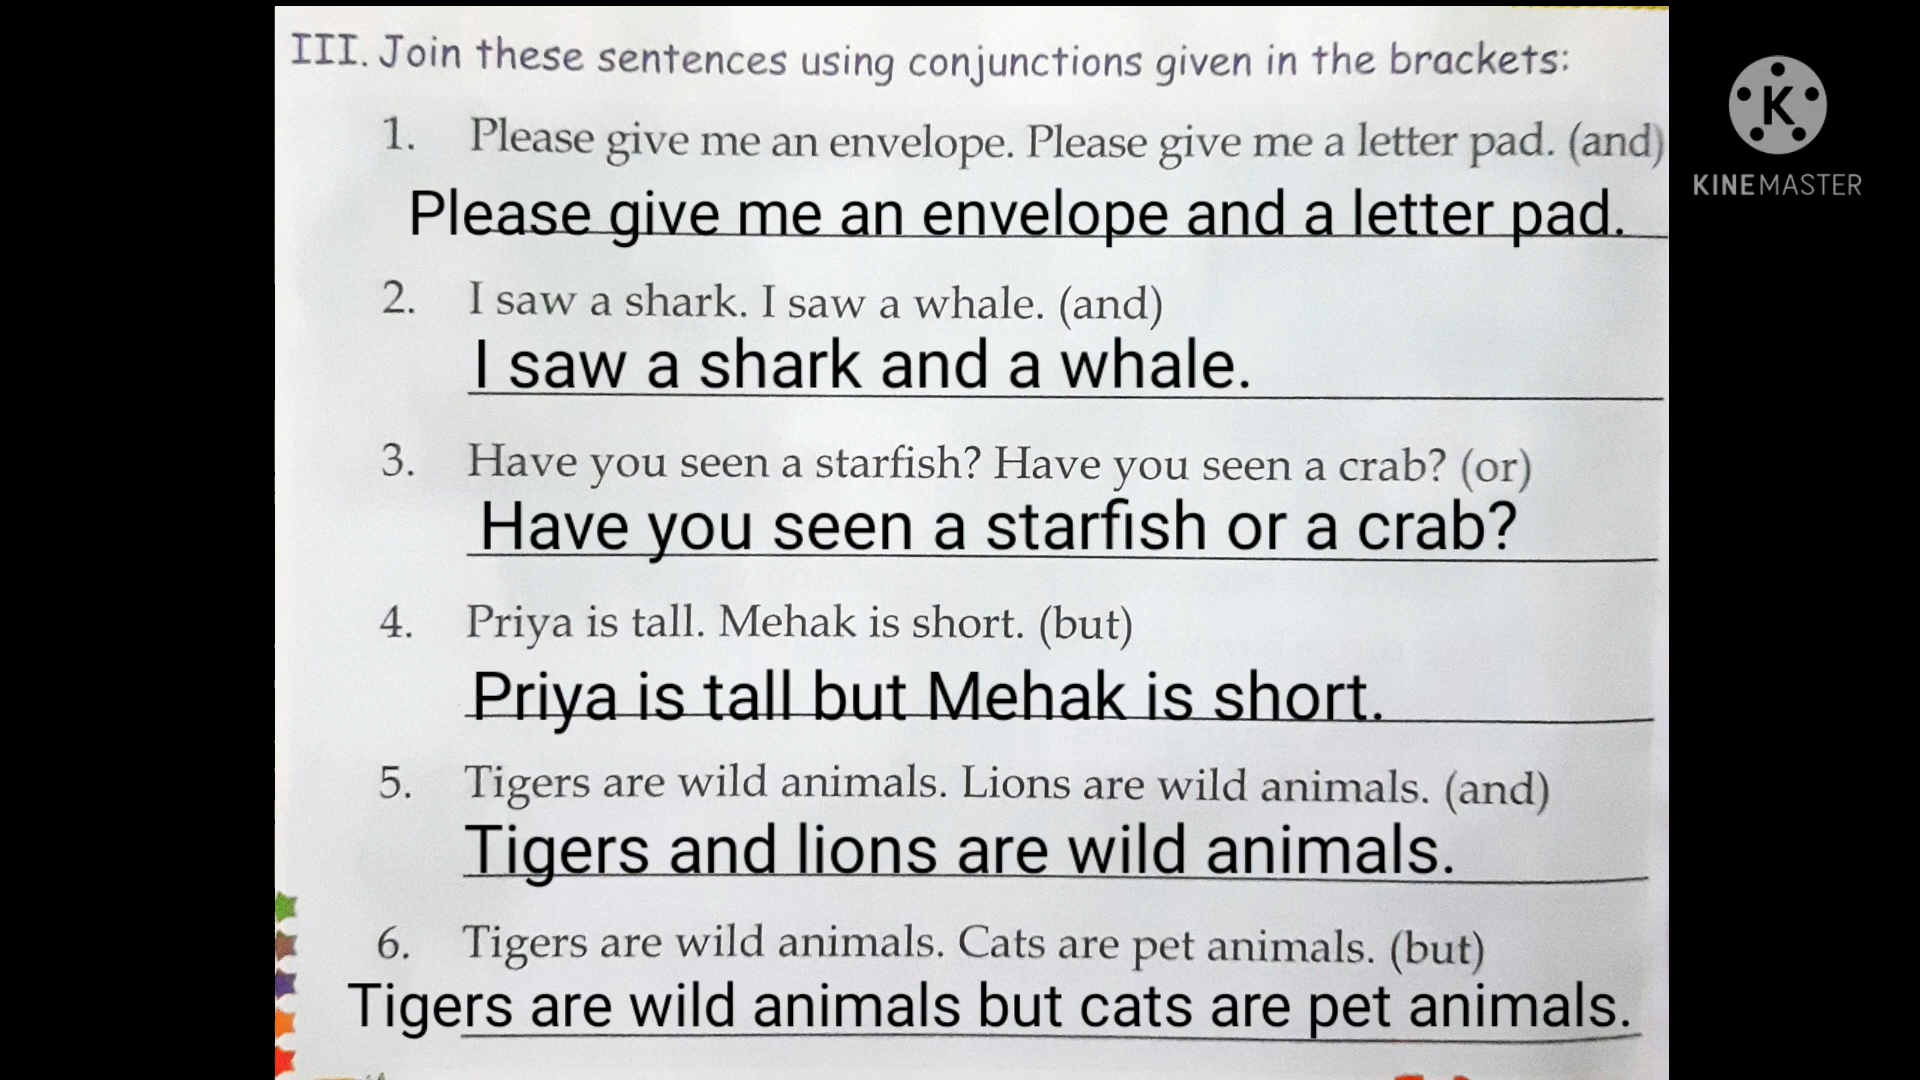 III. Join these sentences using conjunctions given in the brackets:
1. Please give me an envelope. Please give me a letter pad. (and)
Please give me an envelope and a letter pad.
2. I saw a shark. I saw a whale. (and)
I saw a shark and a whale.
3. Have you seen a starfish? Have you seen a crab? (or)
Have you seen a starfish or a crab?
4. Priya is tall. Mehak is short. (but)
Priya is tall but Mehak is short.
5. Tigers are wild animals. Lions are wild animals. (and)
Tigers and lions are wild animals.
6. Tigers are wild animals. Cats are pet animals. (but)
Tigers are wild animals but cats are pet animals.
K
KINEMASTER